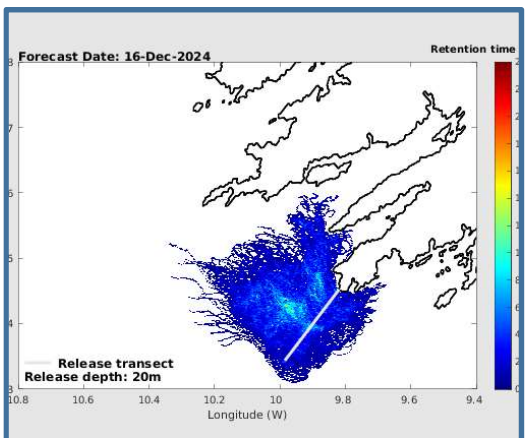 Forecast Date: 16-Dec-2024
Retention time
Release transect
Release depth: 20m
10.8 10.6 10.4 10.2 10 9.8 9.6 9.4
Longitude (W)